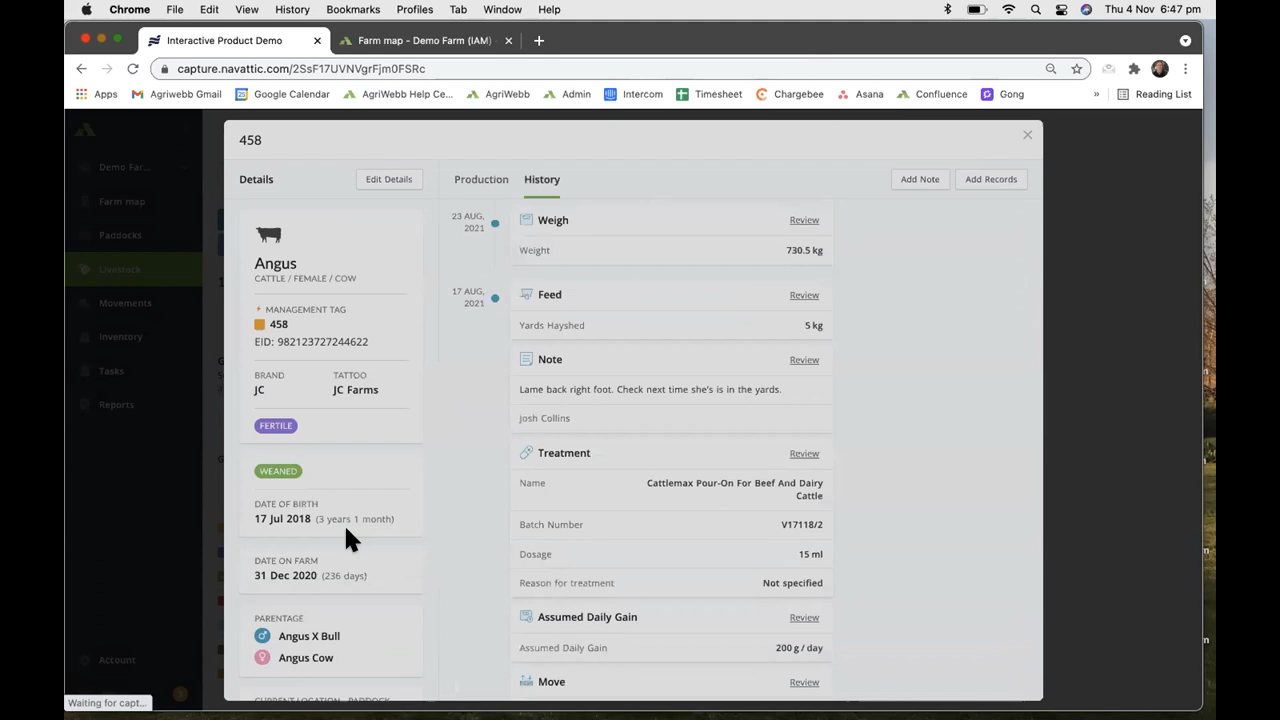 Chrome File Edit View History Bookmarks Profiles Tab Window Help Thu 4 Nov 6:47 pm
Interactive Product Demo Farm map - Demo Farm (IAM)
capture.navattic.com/2SsF17UVNVgrFjm0FSRc
Apps Agriwebb Gmail Google Calendar AgriWebb Help Ce... AgriWebb Admin Intercom Timesheet Chargebee Asana Confluence Gong » Reading List
458
Demo Far...
Farm map
Paddocks
Livestock
Movements
Inventory
Tasks
Reports
Account
Details Edit Details
Angus
CATTLE / FEMALE / COW
MANAGEMENT TAG
458
EID: 982123727244622
BRAND TATTOO
JC JC Farms
FERTILE
WEANED
DATE OF BIRTH
17 Jul 2018 (3 years 1 month)
DATE ON FARM
31 Dec 2020 (236 days)
PARENTAGE
Angus X Bull
Angus Cow
CURRENT LOCATION - PADDOCK
Production History Add Note Add Records
23 AUG,
2021
Weigh Review
Weight 730.5 kg
17 AUG,
2021
Feed Review
Yards Hayshed 5 kg
Note Review
Lame back right foot. Check next time she's in the yards.
Josh Collins
Treatment Review
Name Cattlemax Pour-On For Beef And Dairy
Cattle
Batch Number V17118/2
Dosage 15 ml
Reason for treatment Not specified
Assumed Daily Gain Review
Assumed Daily Gain 200 g / day
Move Review
Waiting for capt...